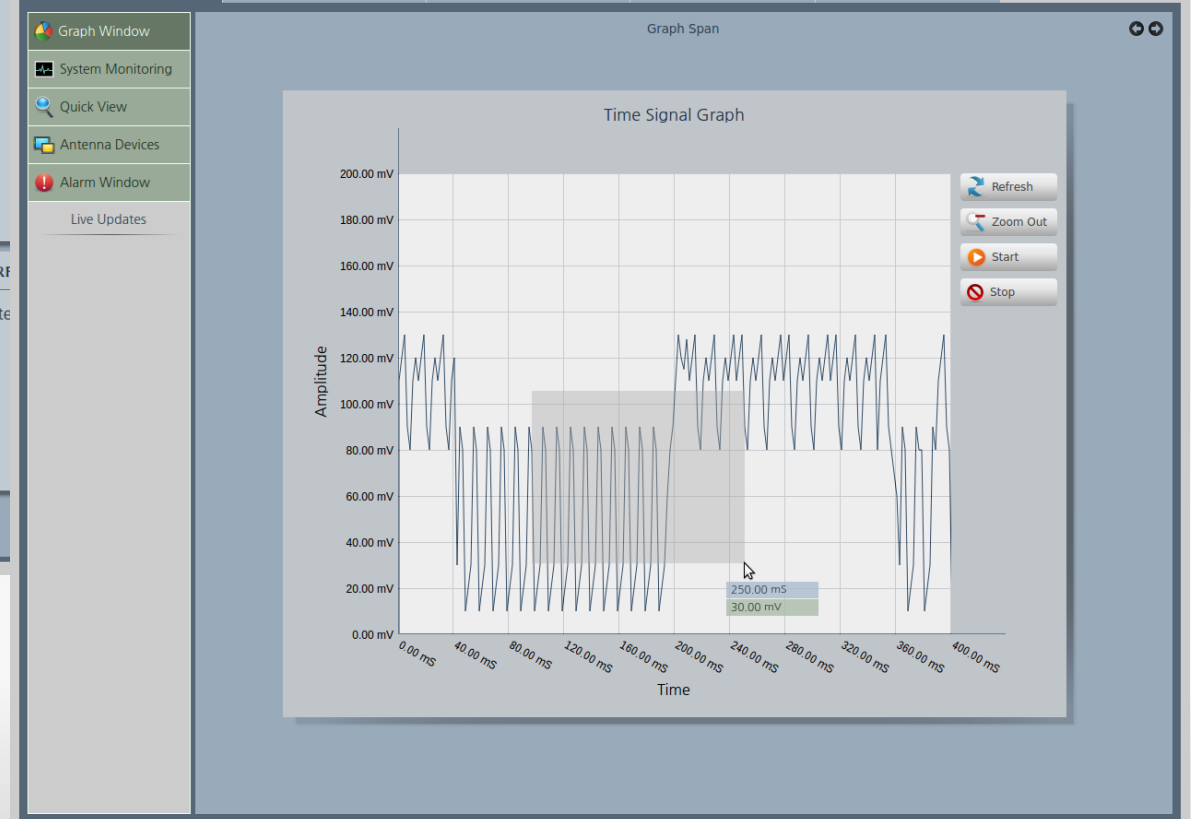 Graph Window
System Monitoring
Quick View
Antenna Devices
Alarm Window
Live Updates
Graph Span
Time Signal Graph
Refresh
Zoom Out
Start
Stop
Amplitude
200.00 mV
180.00 mV
160.00 mV
140.00 mV
120.00 mV
100.00 mV
80.00 mV
60.00 mV
40.00 mV
20.00 mV
0.00 mV
250.00 mS
30.00 mV
0.00 mS
40.00 mS
80.00 mS
120.00 mS
160.00 mS
200.00 mS
240.00 mS
280.00 mS
320.00 mS
360.00 mS
400.00 mS
Time